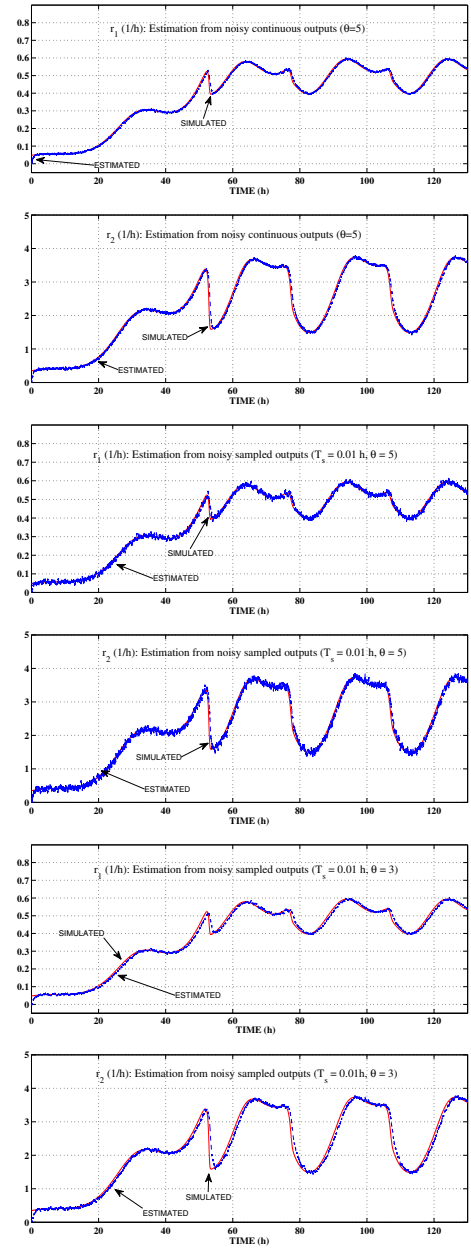 r1 (1/h): Estimation from noisy continuous outputs (θ=5)
0.8
0.7
0.6
0.5
0.4
0.3
0.2
0.1
0
SIMULATED
ESTIMATED
0 20 40 60 80 100 120
TIME (h)
r2 (1/h): Estimation from noisy continuous outputs (θ=5)
5
4
3
2
1
0
SIMULATED
ESTIMATED
0 20 40 60 80 100 120
TIME (h)
r1 (1/h): Estimation from noisy sampled outputs (Ts = 0.01 h, θ = 5)
0.8
0.7
0.6
0.5
0.4
0.3
0.2
0.1
0
SIMULATED
ESTIMATED
0 20 40 60 80 100 120
TIME (h)
5
r2 (1/h): Estimation from noisy sampled outputs (Ts = 0.01 h, θ = 5)
4
3
2
1
0
SIMULATED
ESTIMATED
0 20 40 60 80 100 120
TIME (h)
r1 (1/h): Estimation from noisy sampled outputs (Ts = 0.01 h, θ = 3)
0.8
0.7
0.6
0.5
0.4
0.3
0.2
0.1
0
SIMULATED
ESTIMATED
0 20 40 60 80 100 120
TIME (h)
5
r2 (1/h): Estimation from noisy sampled outputs (Ts = 0.01h, θ = 3)
4
3
2
1
0
SIMULATED
ESTIMATED
0 20 40 60 80 100 120
TIME (h)